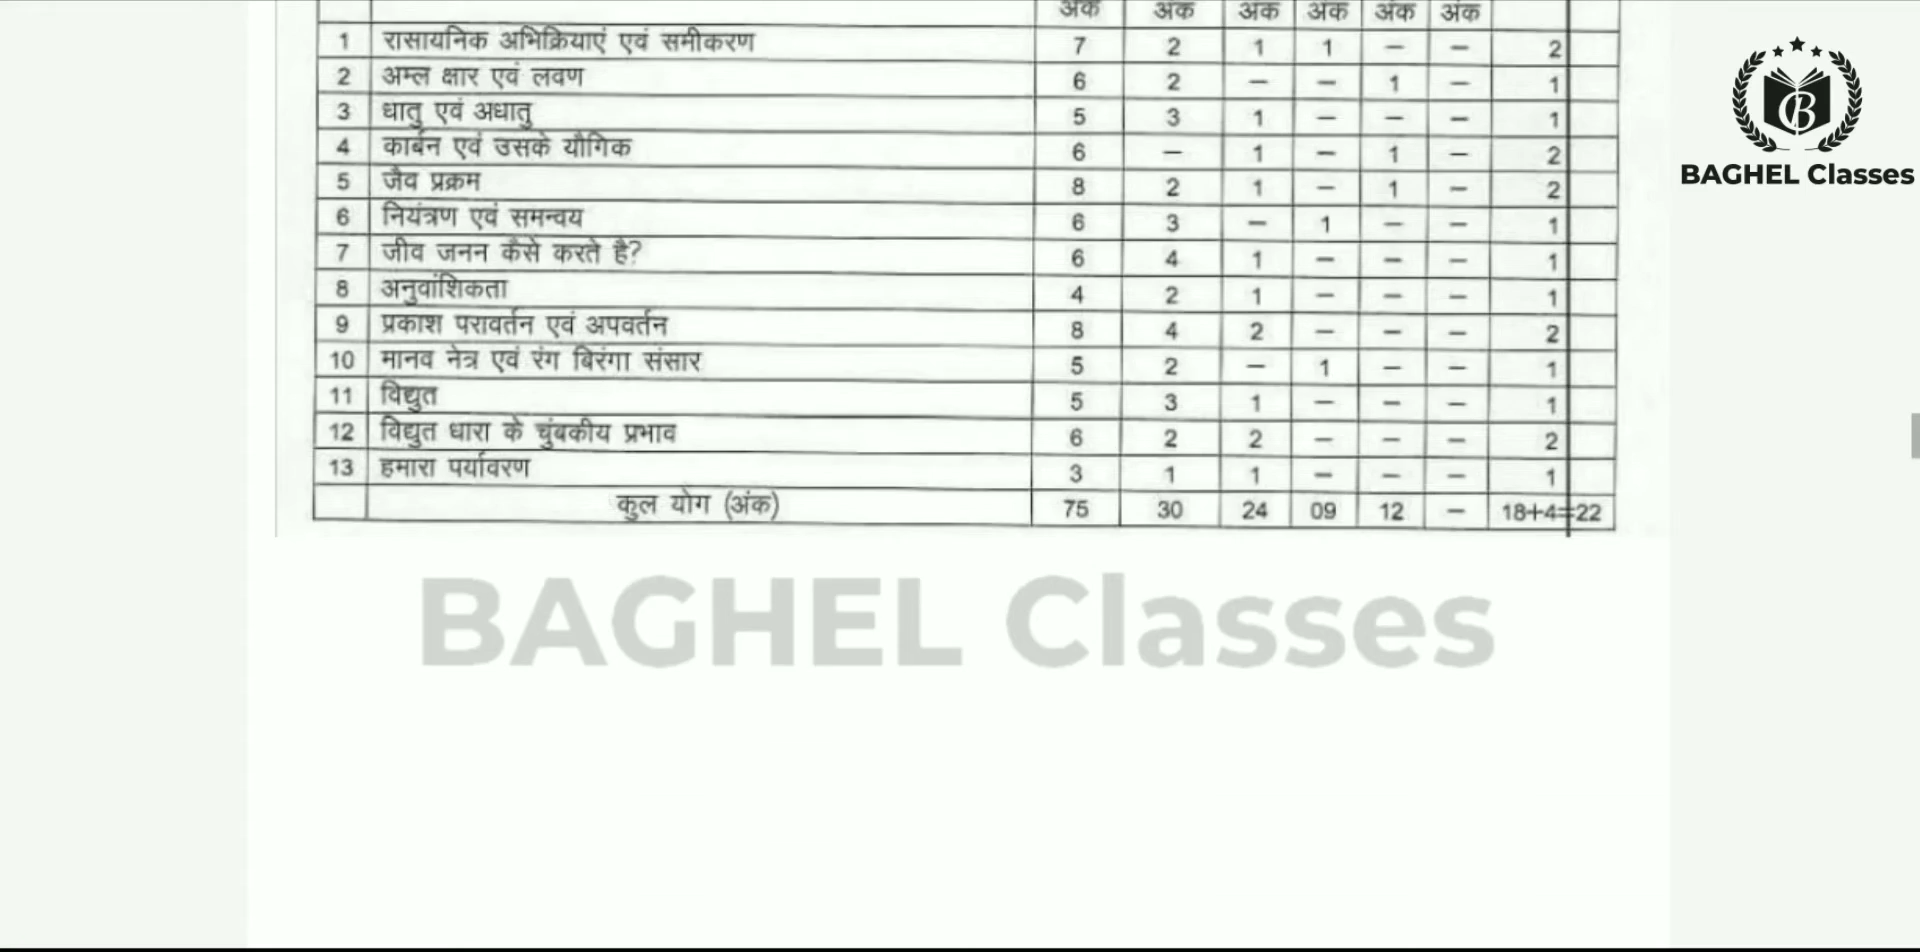 अंक अंक अंक अंक अंक अंक
1 रासायनिक अभिक्रियाएं एवं समीकरण 7 2 1 1 – – 2
2 अम्ल क्षार एवं लवण 6 2 – – 1 – 1
3 धातु एवं अधातु 5 3 1 – – – 1
4 कार्बन एवं उसके यौगिक 6 – 1 – 1 – 2
5 जैव प्रक्रम 8 2 1 – 1 – 2
6 नियंत्रण एवं समन्वय 6 3 – 1 – – 1
7 जीव जनन कैसे करते है? 6 4 1 – – – 1
8 अनुवांशिकता 4 2 1 – – – 1
9 प्रकाश परावर्तन एवं अपवर्तन 8 4 2 – – – 2
10 मानव नेत्र एवं रंग बिरंगा संसार 5 2 – 1 – – 1
11 विद्युत 5 3 1 – – – 1
12 विद्युत धारा के चुंबकीय प्रभाव 6 2 2 – – – 2
13 हमारा पर्यावरण 3 1 1 – – – 1
कुल योग (अंक) 75 30 24 09 12 – 18+4=22
BAGHEL Classes
BAGHEL Classes